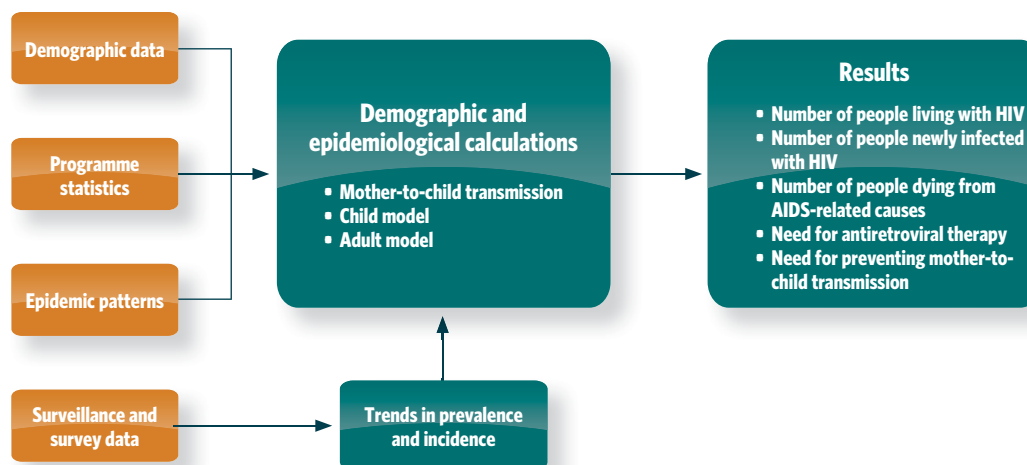 Demographic data
Programme
statistics
Epidemic patterns
Surveillance and
survey data
Demographic and
epidemiological calculations
▪ Mother-to-child transmission
▪ Child model
▪ Adult model
Trends in prevalence
and incidence
Results
▪ Number of people living with HIV
▪ Number of people newly infected
with HIV
▪ Number of people dying from
AIDS-related causes
▪ Need for antiretroviral therapy
▪ Need for preventing mother-to-
child transmission